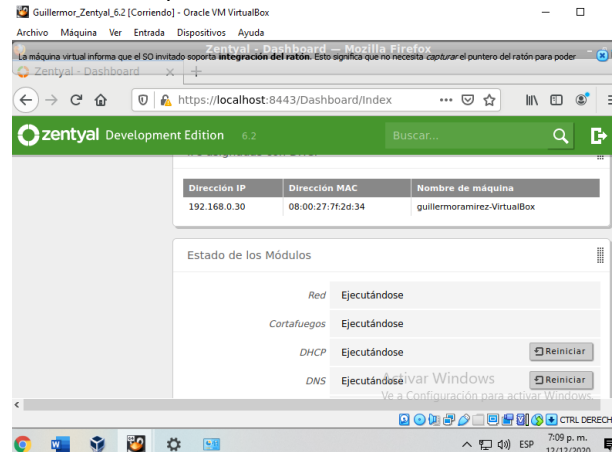 Guillermor_Zentyal_6.2 [Corriendo] - Oracle VM VirtualBox
Archivo Máquina Ver Entrada Dispositivos Ayuda
Zentyal - Dashboard - Mozilla Firefox
La máquina virtual informa que el SO invitado soporta integración del ratón. Esto significa que no necesita capturar el puntero del ratón para poder
Zentyal - Dashboard
https://localhost:8443/Dashboard/Index
zentyal Development Edition 6.2 Buscar...
Dirección IP Dirección MAC Nombre de máquina
192.168.0.30 08:00:27:7f:2d:34 guillermoramirez-VirtualBox
Estado de los Módulos
Red Ejecutándose
Cortafuegos Ejecutándose
DHCP Ejecutándose Reiniciar
DNS Ejecutándose Reiniciar
Activar Windows
Ve a Configuración para activar Windows.
CTRL DERECH
ESP 7:09 p. m.
12/12/2020